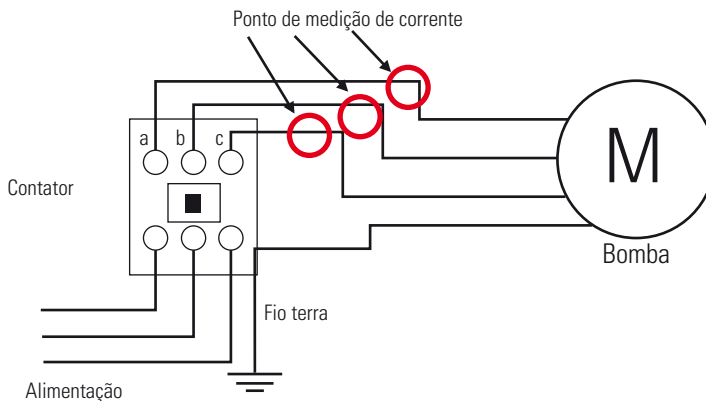 Ponto de medição de corrente
a b c
M
Contator
Bomba
Fio terra
Alimentação